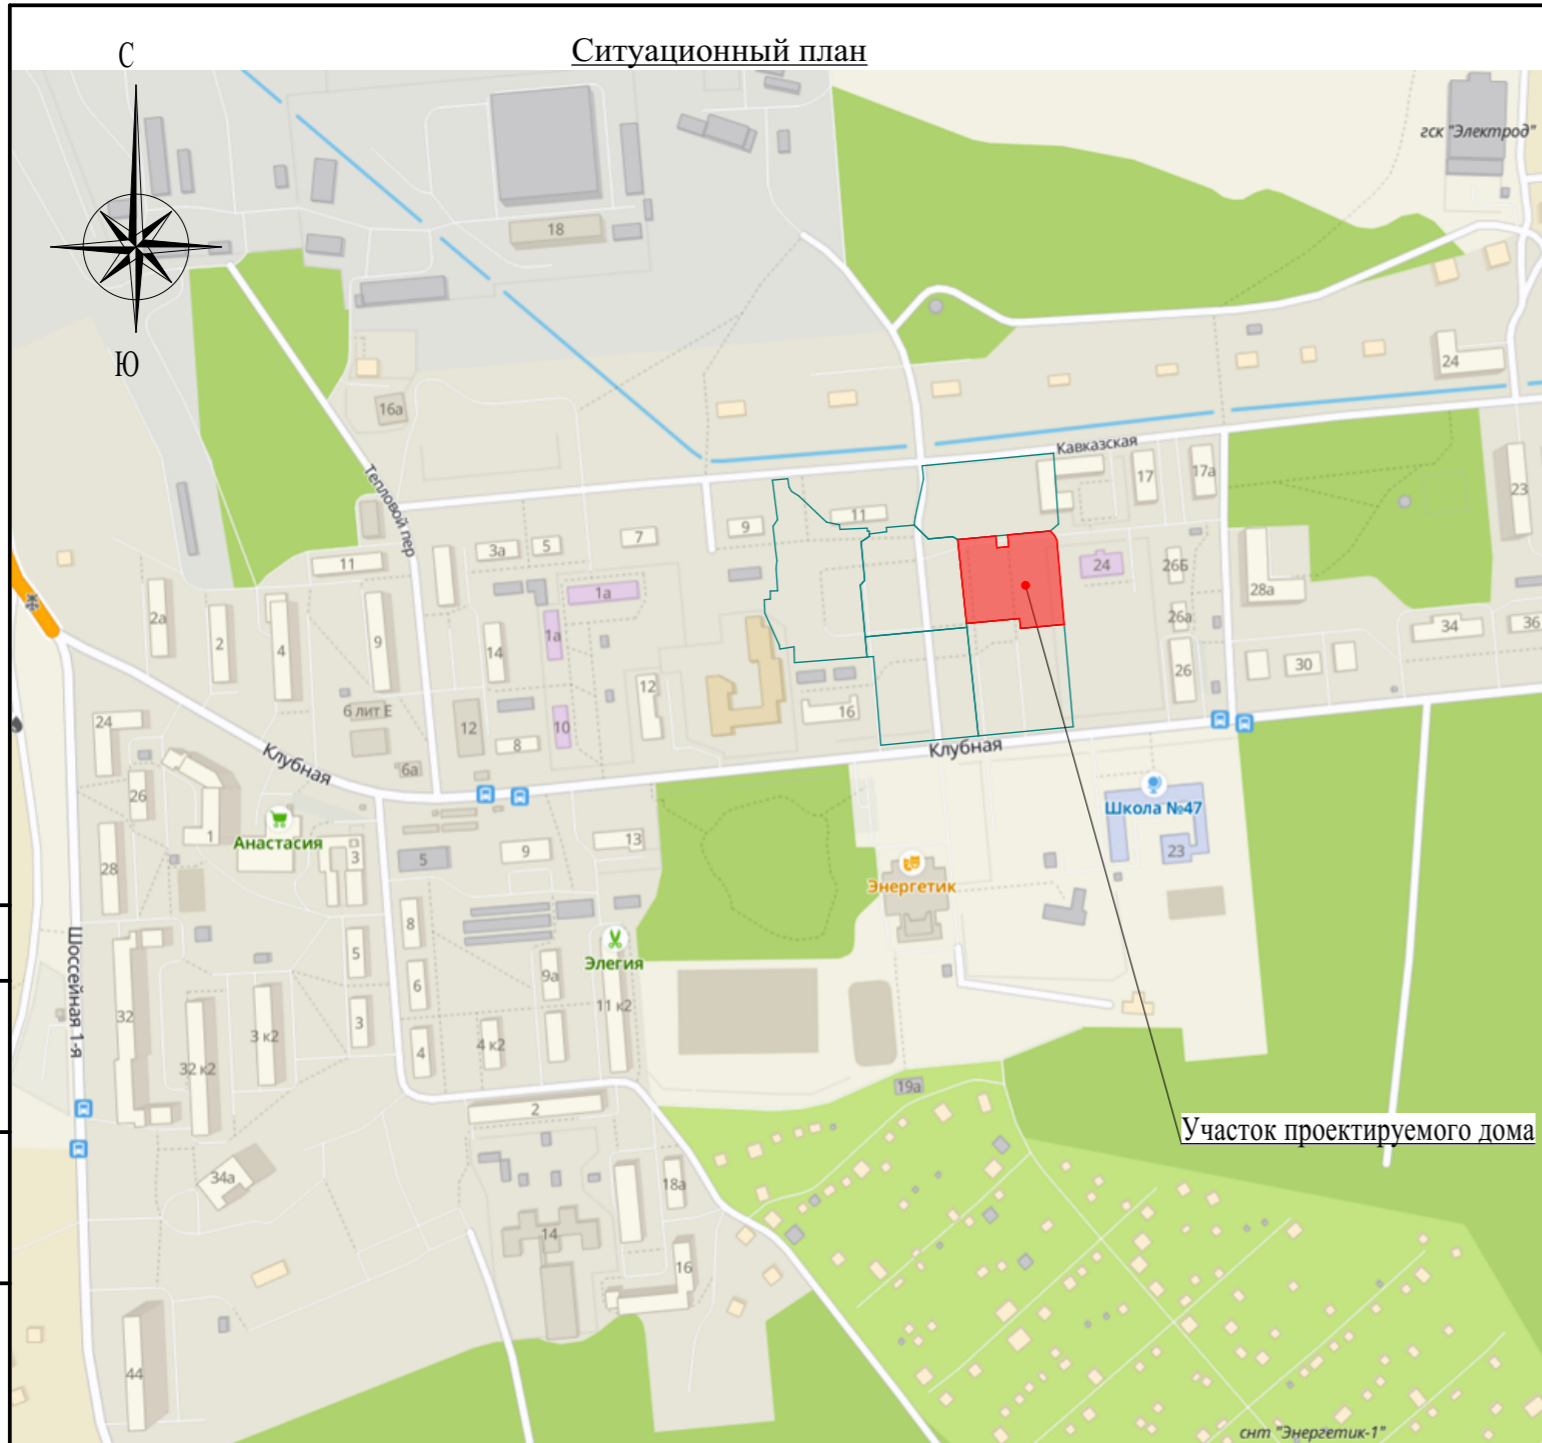 Ситуационный план
С
Ю
гск "Электрод"
18
24
16а
Кавказская
17
17а
23
Тепловой пер
11
9
7
5
3а
11
1а
24
26Б
28а
2а
2
4
9
14
1а
26а
34
36
30
26
12
16
6 лит Е
12
10
8
24
Клубная
6а
Клубная
26
1
Анастасия
3
5
9
13
Школа №47
23
28
Энергетик
8
5
Элегия
Шоссейная 1-я
6
9а
11 к2
32
3 к2
3
4
4 к2
32 к2
19а
2
Участок проектируемого дома
34а
18а
14
16
44
снт "Энергетик-1"